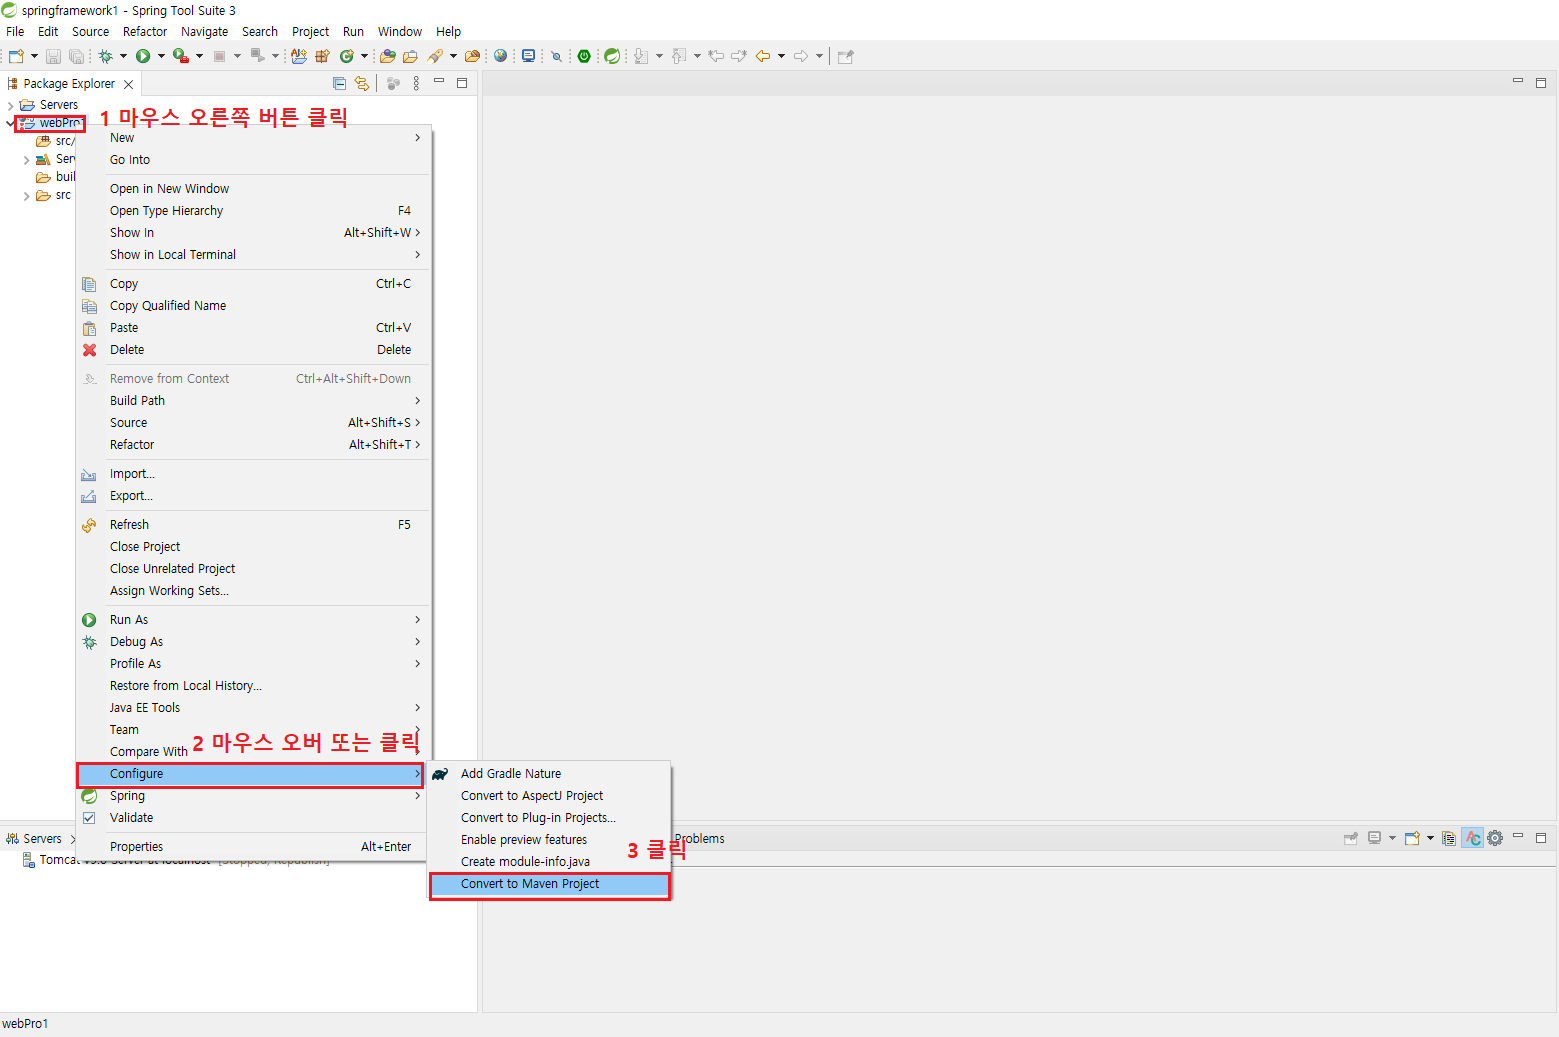 springframework1 - Spring Tool Suite 3
File Edit Source Refactor Navigate Search Project Run Window Help
Package Explorer
Servers
webPro1
1 마우스 오른쪽 버튼 클릭
src/
Ser
buil
src
New
Go Into
Open in New Window
Open Type Hierarchy F4
Show In Alt+Shift+W
Show in Local Terminal
Copy Ctrl+C
Copy Qualified Name
Paste Ctrl+V
Delete Delete
Remove from Context Ctrl+Alt+Shift+Down
Build Path
Source Alt+Shift+S
Refactor Alt+Shift+T
Import...
Export...
Refresh F5
Close Project
Close Unrelated Project
Assign Working Sets...
Run As
Debug As
Profile As
Restore from Local History...
Java EE Tools
Team
Compare With
2 마우스 오버 또는 클릭
Configure
Spring
Validate
Properties Alt+Enter
Add Gradle Nature
Convert to AspectJ Project
Convert to Plug-in Projects...
Enable preview features
Create module-info.java
3 클릭
Convert to Maven Project
Servers
Problems
Tomcat Server at localhost [Stopped, Republish]
webPro1